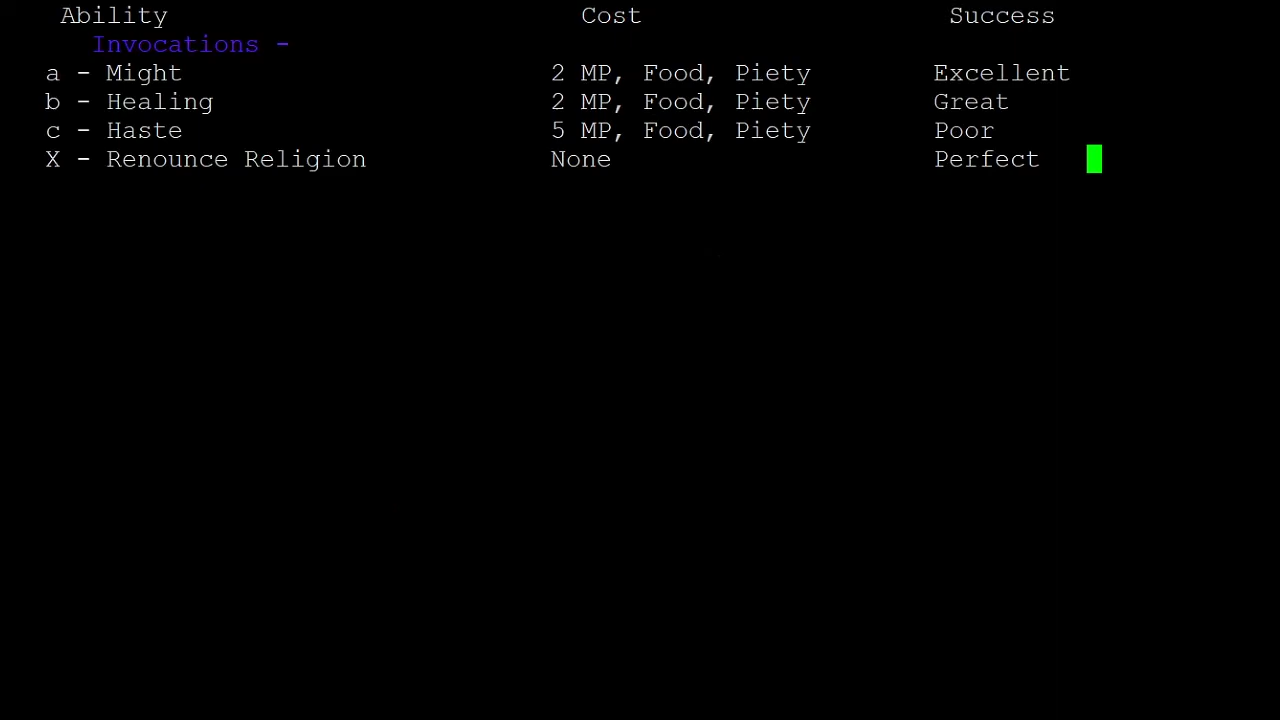 Ability Cost Success
Invocations -
a - Might 2 MP, Food, Piety Excellent
b - Healing 2 MP, Food, Piety Great
c - Haste 5 MP, Food, Piety Poor
X - Renounce Religion None Perfect